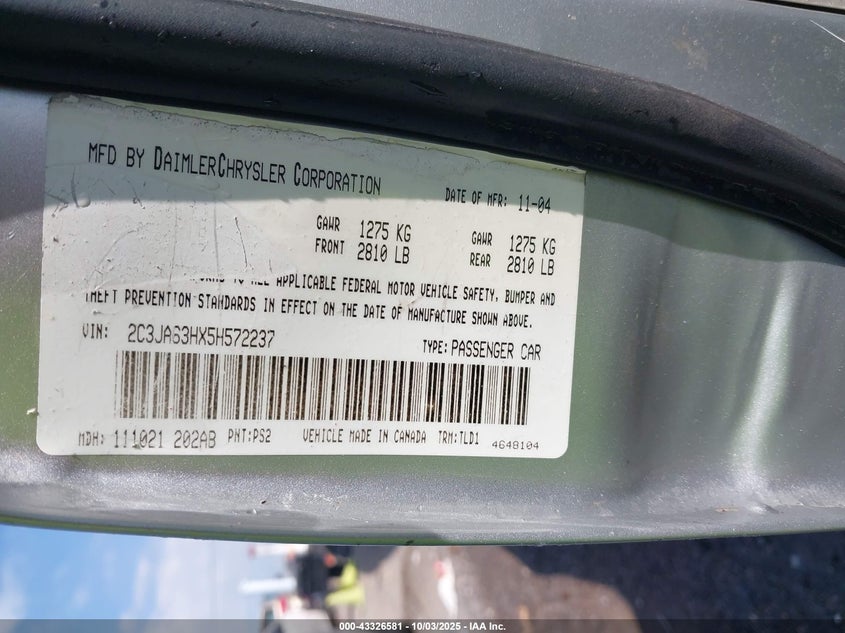 MFD BY DAIMLERCHRYSLER CORPORATION
DATE OF MFR: 11-04
GAWR FRONT 1275 KG 2810 LB
GAWR REAR 1275 KG 2810 LB
TO ALL APPLICABLE FEDERAL MOTOR VEHICLE SAFETY, BUMPER AND
THEFT PREVENTION STANDARDS IN EFFECT ON THE DATE OF MANUFACTURE SHOWN ABOVE.
VIN: 2C3JA63HX5H572237
TYPE: PASSENGER CAR
MDH: 111021 202AB PNT:PS2 VEHICLE MADE IN CANADA TRM:TLD1 4648104
000-43326581 - 10/03/2025 - IAA Inc.